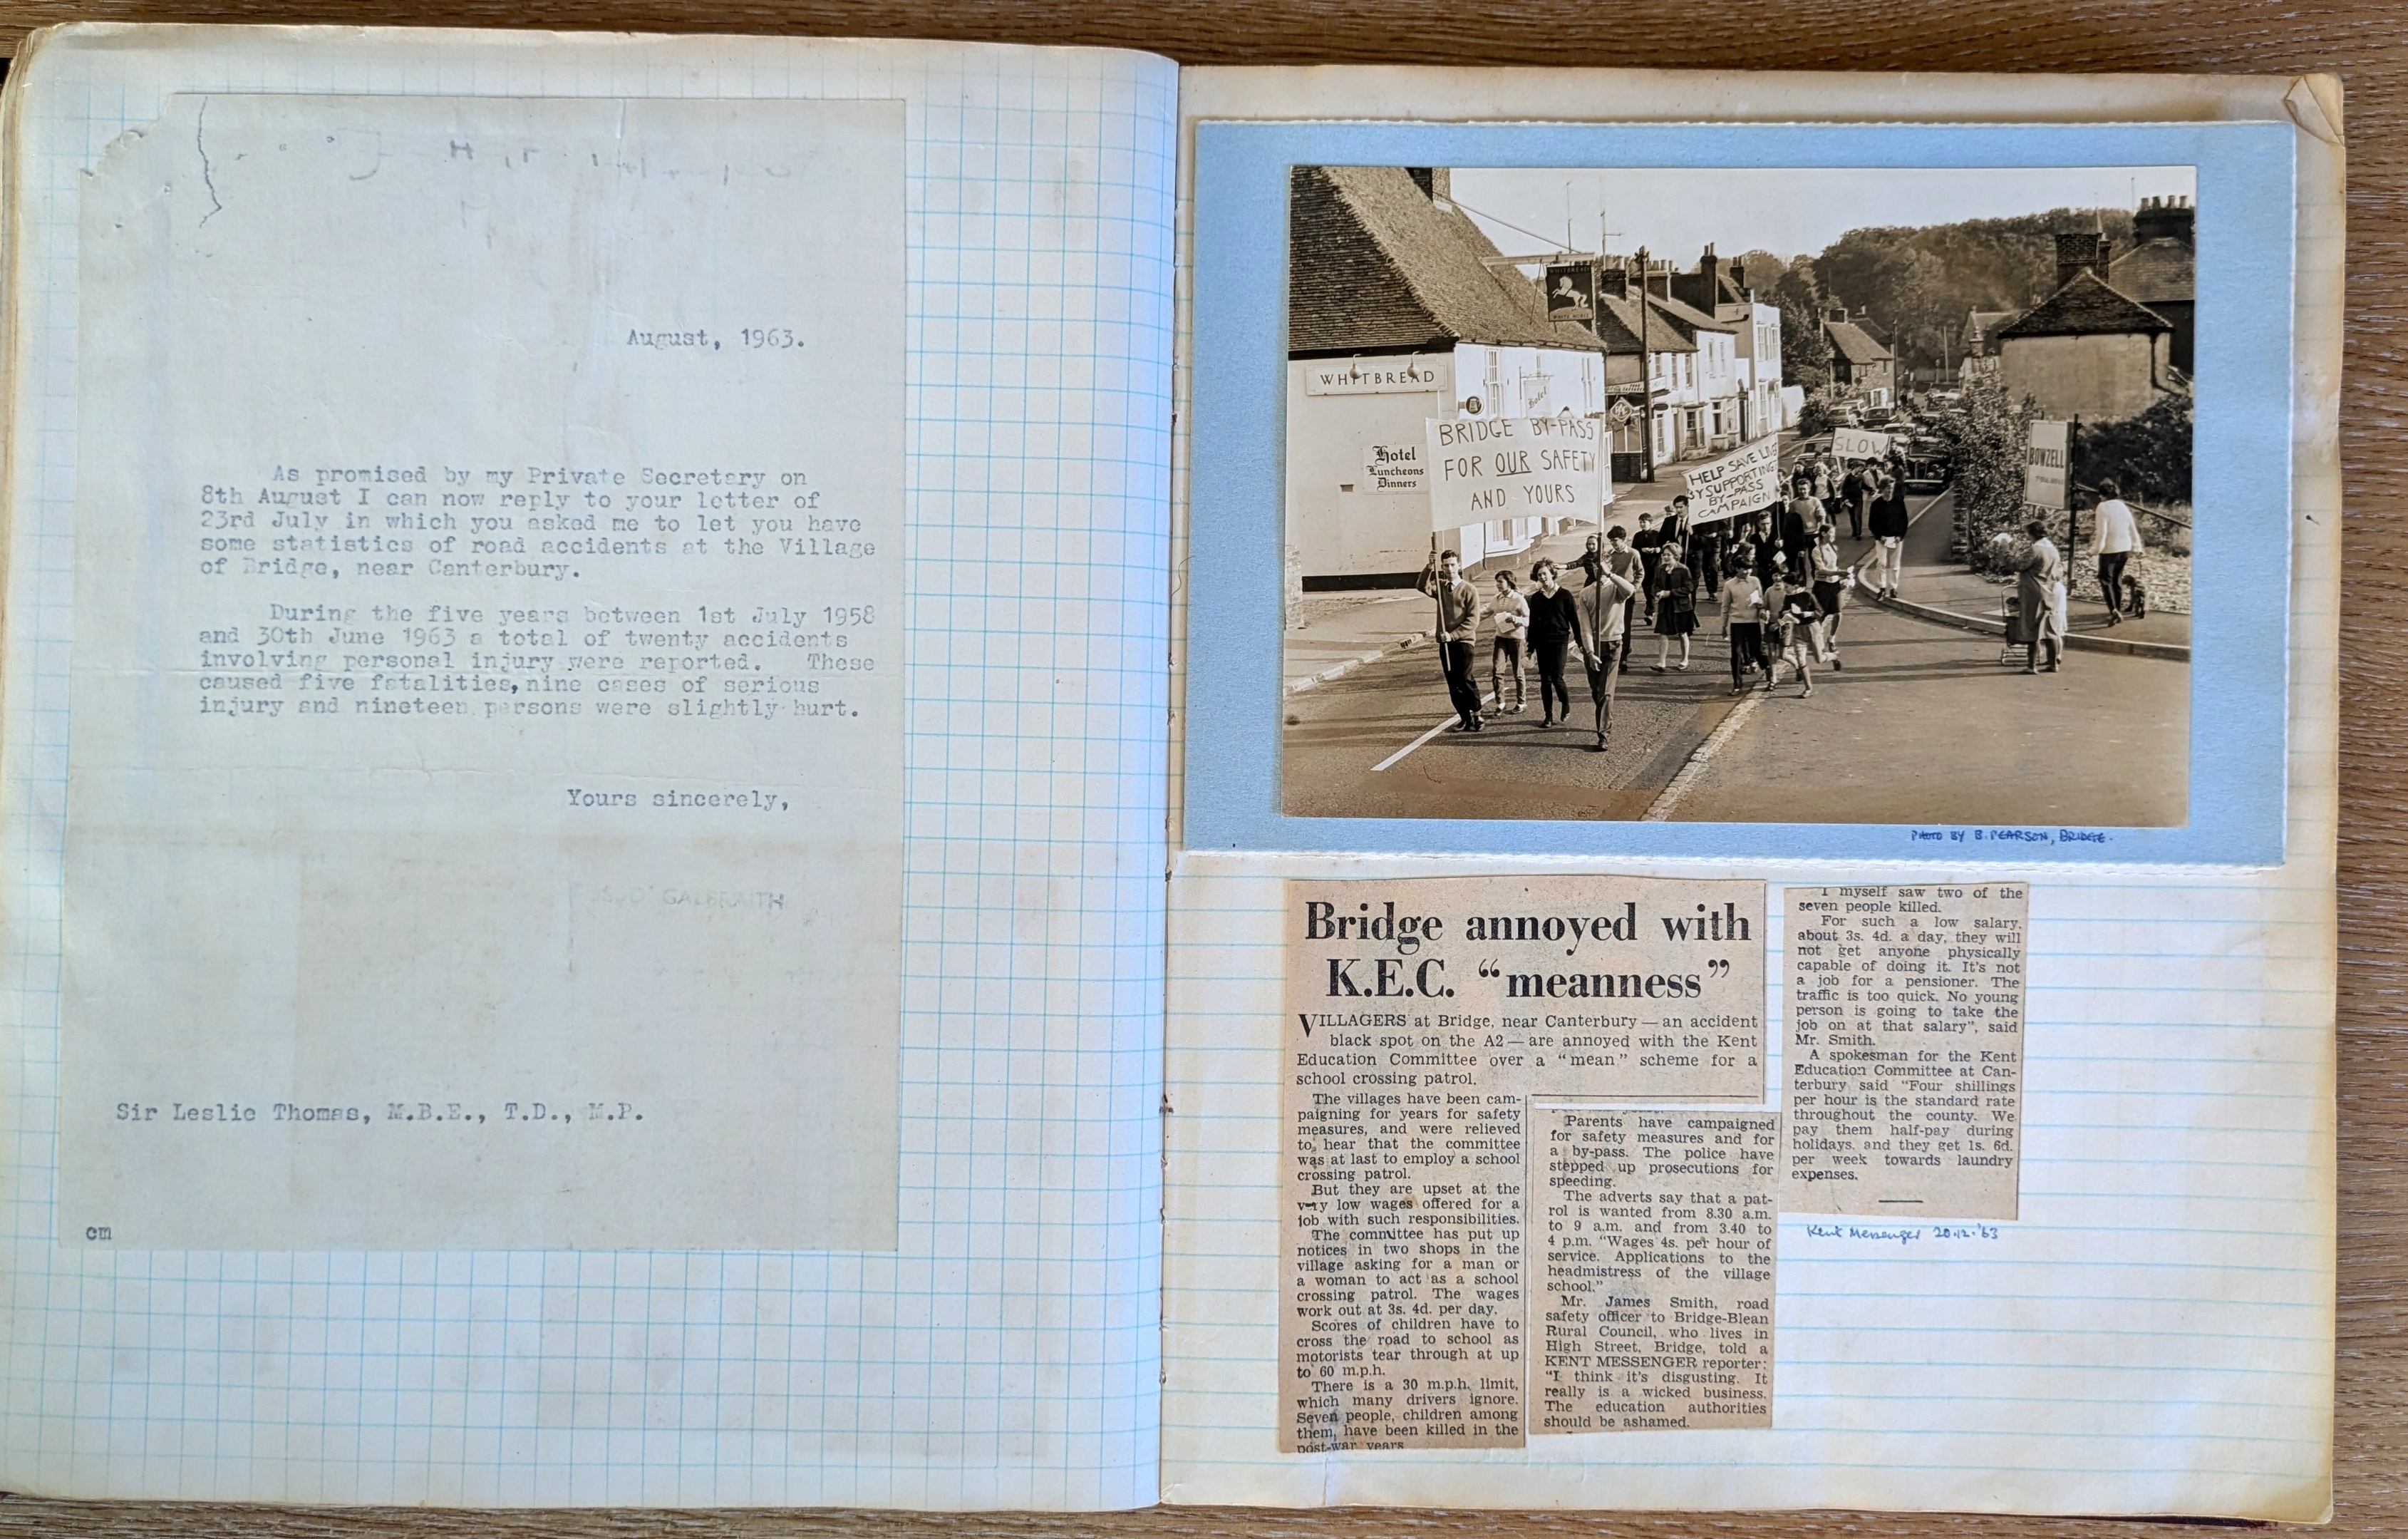 August, 1963.
As promised by my Private Secretary on
8th August I can now reply to your letter of
23rd July in which you asked me to let you have
some statistics of road accidents at the Village
of Bridge, near Canterbury.
During the five years between 1st July 1958
and 30th June 1963 a total of twenty accidents
involving personal injury were reported. These
caused five fatalities, nine cases of serious
injury and nineteen persons were slightly hurt.
Yours sincerely,
GALBRAITH
Sir Leslie Thomas, M.B.E., T.D., M.P.
cm
WHITBREAD
WHITE HORSE
WHITBREAD
Hotel
Luncheons
Dinners
Hotel
BRIDGE BY-PASS
FOR OUR SAFETY
AND YOURS
HELP SAVE LIVES
BY SUPPORTING
BY-PASS
CAMPAIGN
SLOW
BOWZELL
PHOTO BY B. PEARSON, BRIDGE.
Bridge annoyed with
K.E.C. “meanness”
VILLAGERS at Bridge, near Canterbury — an accident
black spot on the A2 — are annoyed with the Kent
Education Committee over a “mean” scheme for a
school crossing patrol.
The villages have been cam-
paigning for years for safety
measures, and were relieved
to hear that the committee
was at last to employ a school
crossing patrol.
But they are upset at the
very low wages offered for a
job with such responsibilities.
The committee has put up
notices in two shops in the
village asking for a man or
a woman to act as a school
crossing patrol. The wages
work out at 3s. 4d. per day.
Scores of children have to
cross the road to school as
motorists tear through at up
to 60 m.p.h.
There is a 30 m.p.h. limit,
which many drivers ignore.
Seven people, children among
them, have been killed in the
post-war years
Parents have campaigned
for safety measures and for
a by-pass. The police have
stepped up prosecutions for
speeding.
The adverts say that a pat-
rol is wanted from 8.30 a.m.
to 9 a.m. and from 3.40 to
4 p.m. “Wages 4s. per hour of
service. Applications to the
headmistress of the village
school.”
Mr. James Smith, road
safety officer to Bridge-Blean
Rural Council, who lives in
High Street, Bridge, told a
KENT MESSENGER reporter:
“I think it's disgusting. It
really is a wicked business.
The education authorities
should be ashamed.
I myself saw two of the
seven people killed.
For such a low salary,
about 3s. 4d. a day, they will
not get anyone physically
capable of doing it. It's not
a job for a pensioner. The
traffic is too quick. No young
person is going to take the
job on at that salary”, said
Mr. Smith.
A spokesman for the Kent
Education Committee at Can-
terbury said “Four shillings
per hour is the standard rate
throughout the county. We
pay them half-pay during
holidays, and they get 1s. 6d.
per week towards laundry
expenses.
Kent Messenger 20.12.'63